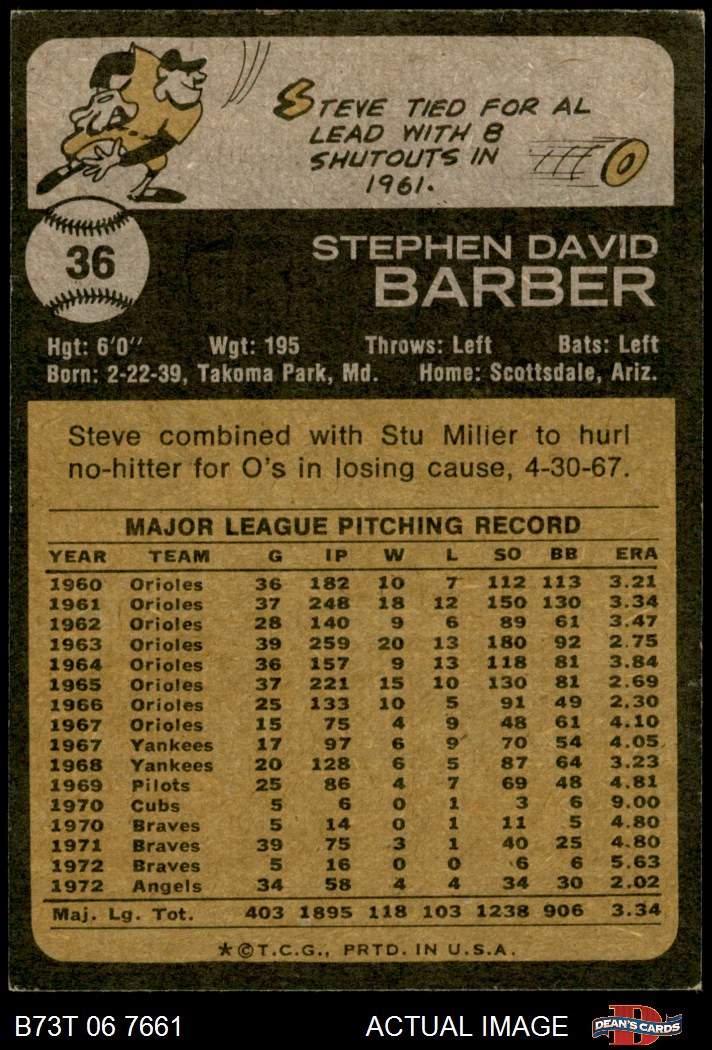 STEVE TIED FOR AL
LEAD WITH 8
SHUTOUTS IN
1961.
36
STEPHEN DAVID
BARBER
Hgt: 6'0" Wgt: 195 Throws: Left Bats: Left
Born: 2-22-39, Takoma Park, Md. Home: Scottsdale, Ariz.
Steve combined with Stu Miller to hurl
no-hitter for O's in losing cause, 4-30-67.
MAJOR LEAGUE PITCHING RECORD
YEAR TEAM G IP W L SO BB ERA
1960 Orioles 36 182 10 7 112 113 3.21
1961 Orioles 37 248 18 12 150 130 3.34
1962 Orioles 28 140 9 6 89 61 3.47
1963 Orioles 39 259 20 13 180 92 2.75
1964 Orioles 36 157 9 13 118 81 3.84
1965 Orioles 37 221 15 10 130 81 2.69
1966 Orioles 25 133 10 5 91 49 2.30
1967 Orioles 15 75 4 9 48 61 4.10
1967 Yankees 17 97 6 9 70 54 4.05
1968 Yankees 20 128 6 5 87 64 3.23
1969 Pilots 25 86 4 7 69 48 4.81
1970 Cubs 5 6 0 1 3 6 9.00
1970 Braves 5 14 0 1 11 5 4.80
1971 Braves 39 75 3 1 40 25 4.80
1972 Braves 5 16 0 0 6 6 5.63
1972 Angels 34 58 4 4 34 30 2.02
Maj. Lg. Tot. 403 1895 118 103 1238 906 3.34
*©T.C.G., PRTD. IN U.S.A.
B73T 06 7661 ACTUAL IMAGE D DEAN'S CARDS